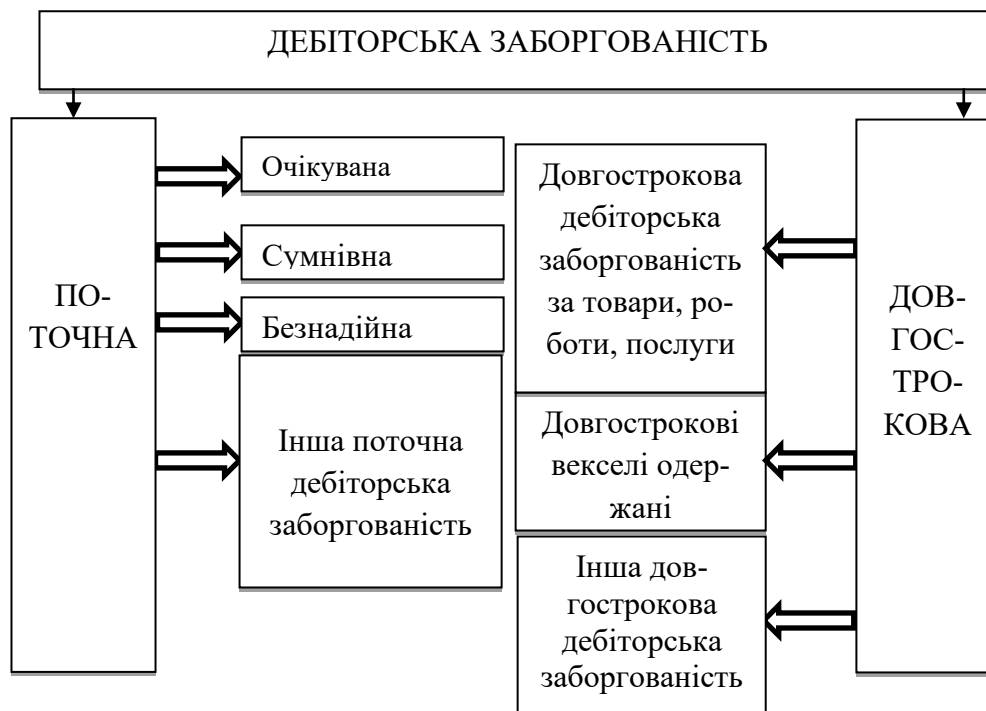 ДЕБІТОРСЬКА ЗАБОРГОВАНІСТЬ
ПО-
ТОЧНА
Очікувана
Сумнівна
Безнадійна
Інша поточна
дебіторська
заборгованість
Довгострокова
дебіторська
заборгованість
за товари, ро-
боти, послуги
Довгострокові
векселі одер-
жані
Інша дов-
гострокова
дебіторська
заборгованість
ДОВ-
ГОС-
ТРО-
КОВА